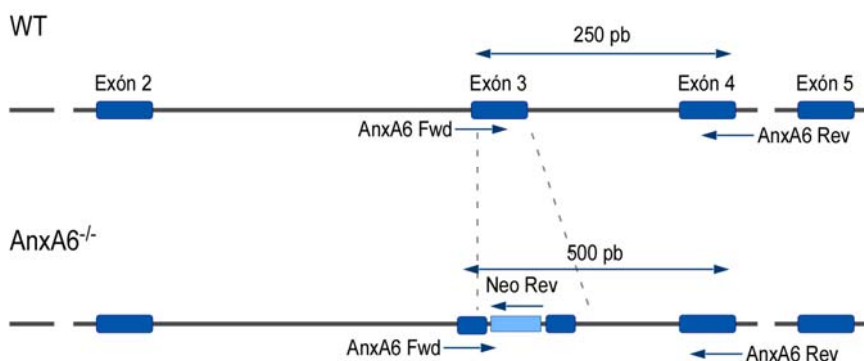 WT
250 pb
Exón 2
Exón 3
Exón 4
Exón 5
AnxA6 Fwd
AnxA6 Rev
AnxA6-/-
500 pb
Neo Rev
AnxA6 Fwd
AnxA6 Rev